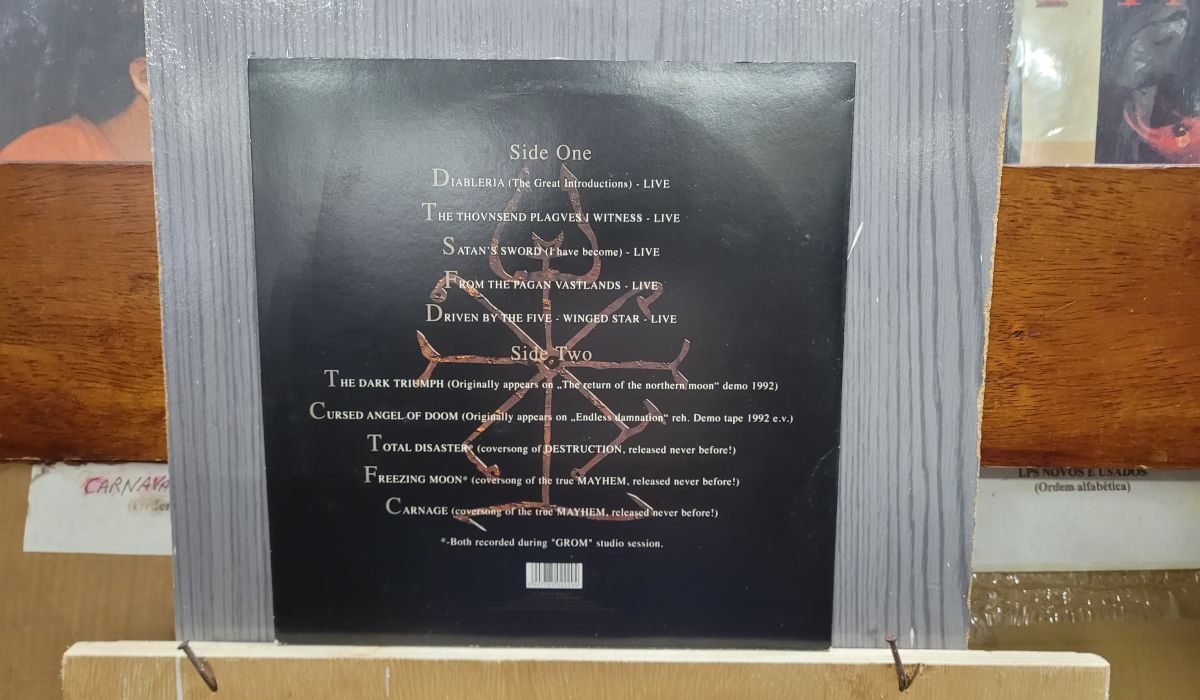 Side One
DIABLERIA (The Great Introductions) - LIVE
THE THOVNSEND PLAGVES I WITNESS - LIVE
SATAN'S SWORD (I have become) - LIVE
FROM THE PAGAN VASTLANDS - LIVE
DRIVEN BY THE FIVE - WINGED STAR - LIVE
Side Two
THE DARK TRIUMPH (Originally appears on „The return of the northern moon“ demo 1992)
CURSED ANGEL OF DOOM (Originally appears on „Endless damnation“ reh. Demo tape 1992 e.v.)
TOTAL DISASTER* (coversong of DESTRUCTION, released never before!)
FREEZING MOON* (coversong of the true MAYHEM, released never before!)
CARNAGE (coversong of the true MAYHEM, released never before!)
*-Both recorded during "GROM" studio session.
LPS NOVOS E USADOS
(Ordem alfabética)